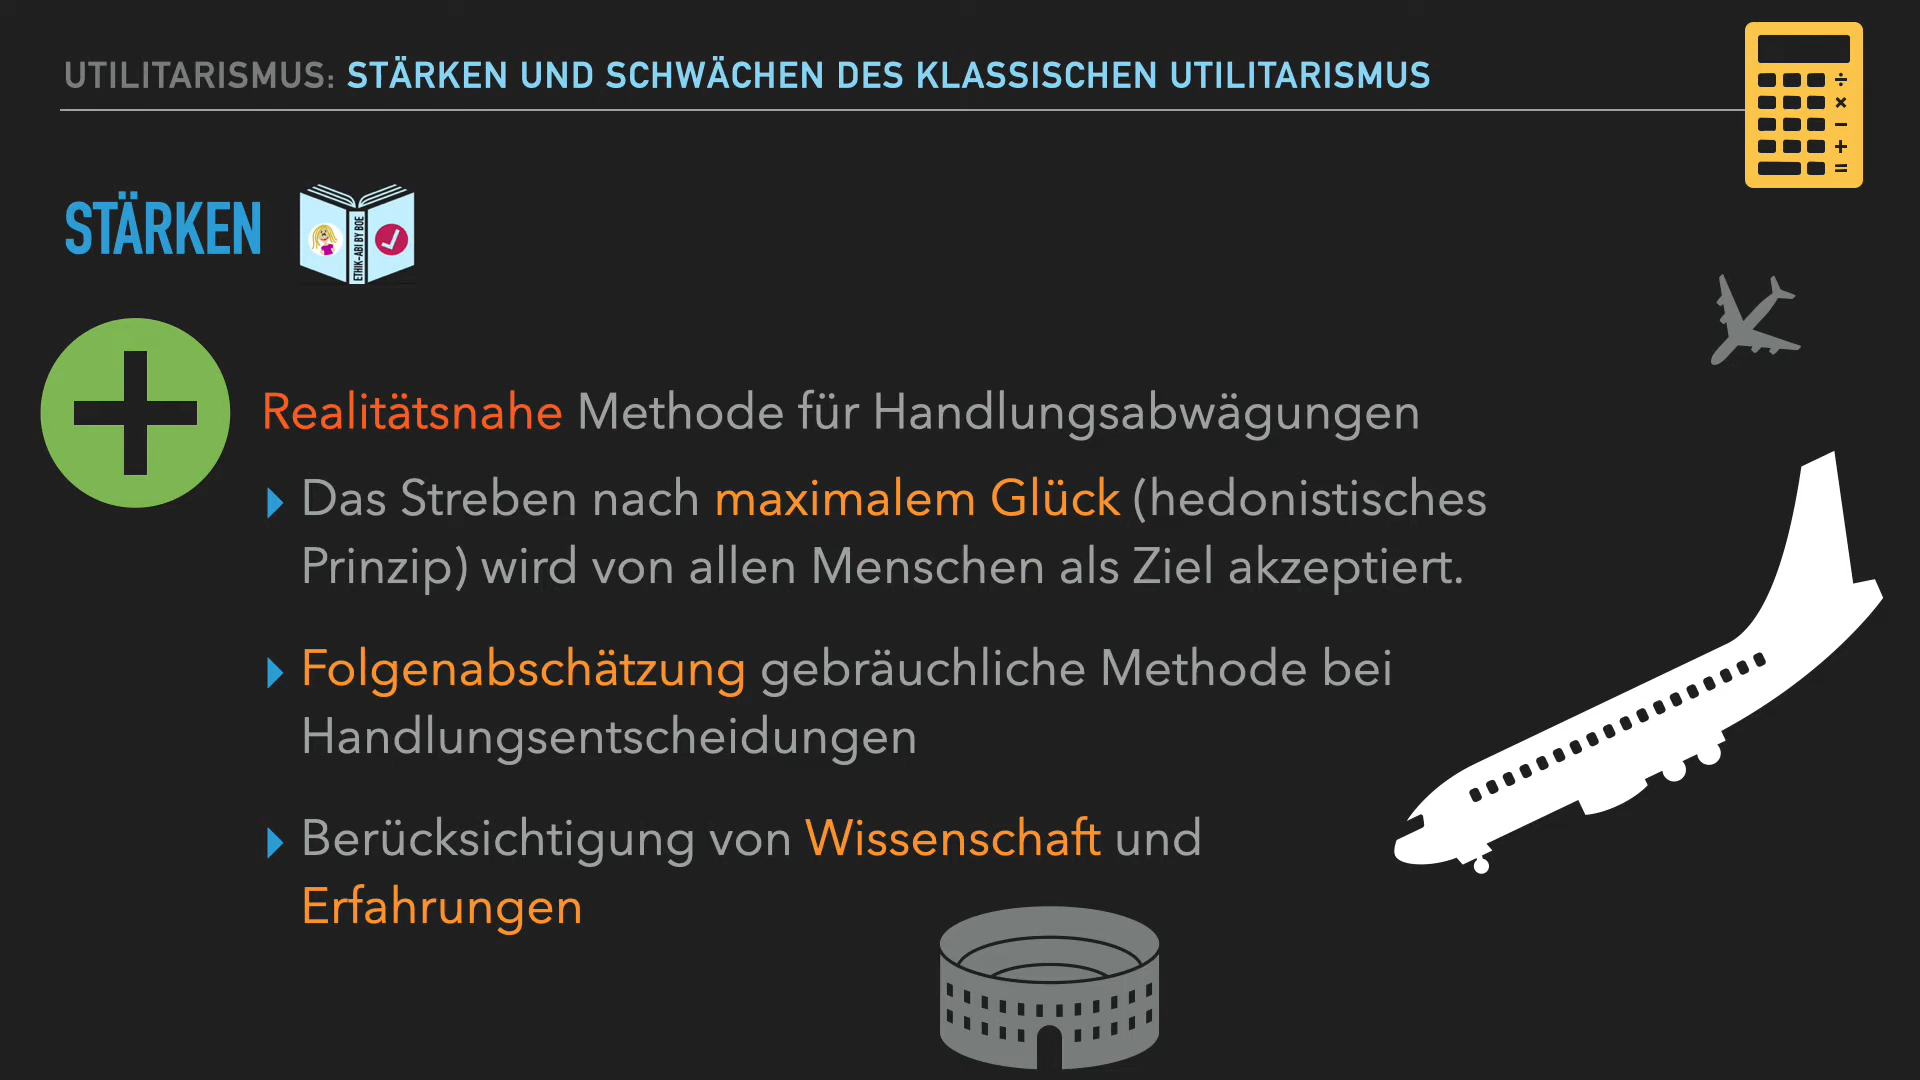 UTILITARISMUS: STÄRKEN UND SCHWÄCHEN DES KLASSISCHEN UTILITARISMUS
STÄRKEN
ETHIK-ABI BY BOE
Realitätsnahe Methode für Handlungsabwägungen
Das Streben nach maximalem Glück (hedonistisches
Prinzip) wird von allen Menschen als Ziel akzeptiert.
Folgenabschätzung gebräuchliche Methode bei
Handlungsentscheidungen
Berücksichtigung von Wissenschaft und
Erfahrungen